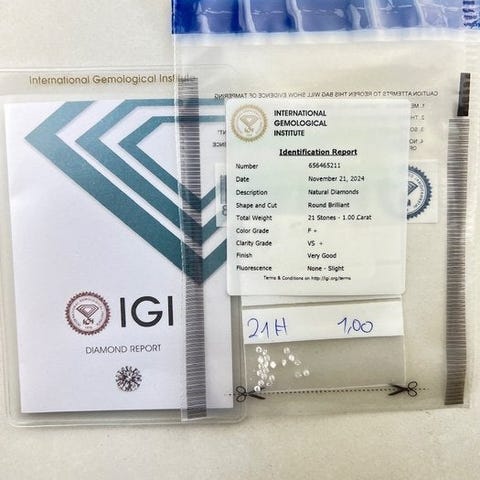 International Gemological Institute
IGI
DIAMOND REPORT
CAUTION ATTEMPTS TO REOPEN THIS BAG WILL SHOW EVIDENCE OF TAMPERING
INTERNATIONAL
GEMOLOGICAL
INSTITUTE
Identification Report
Number 656465211
Date November 21, 2024
Description Natural Diamonds
Shape and Cut Round Brilliant
Total Weight 21 Stones - 1.00 Carat
Color Grade F +
Clarity Grade VS +
Finish Very Good
Fluorescence None - Slight
Terms & Conditions on http://igi.org/terms
21H 1,00